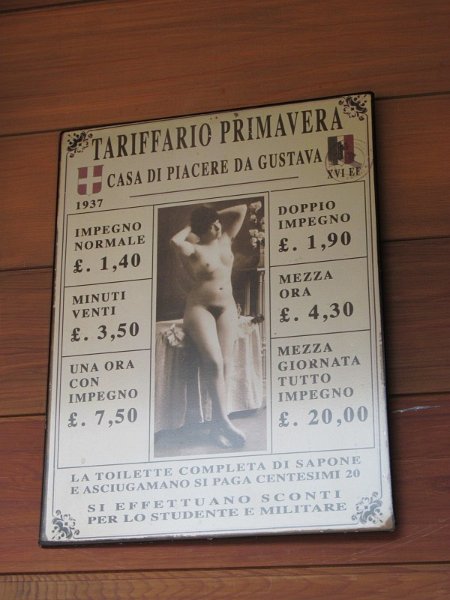 TARIFFARIO PRIMAVERA
CASA DI PIACERE DA GUSTAVA
1937
XVI EF
IMPEGNO
NORMALE
£. 1,40
MINUTI
VENTI
£. 3,50
UNA ORA
CON
IMPEGNO
£. 7,50
DOPPIO
IMPEGNO
£. 1,90
MEZZA
ORA
£. 4,30
MEZZA
GIORNATA
TUTTO
IMPEGNO
£. 20,00
LA TOILETTE COMPLETA DI SAPONE
E ASCIUGAMANO SI PAGA CENTESIMI 20
SI EFFETTUANO SCONTI
PER LO STUDENTE E MILITARE